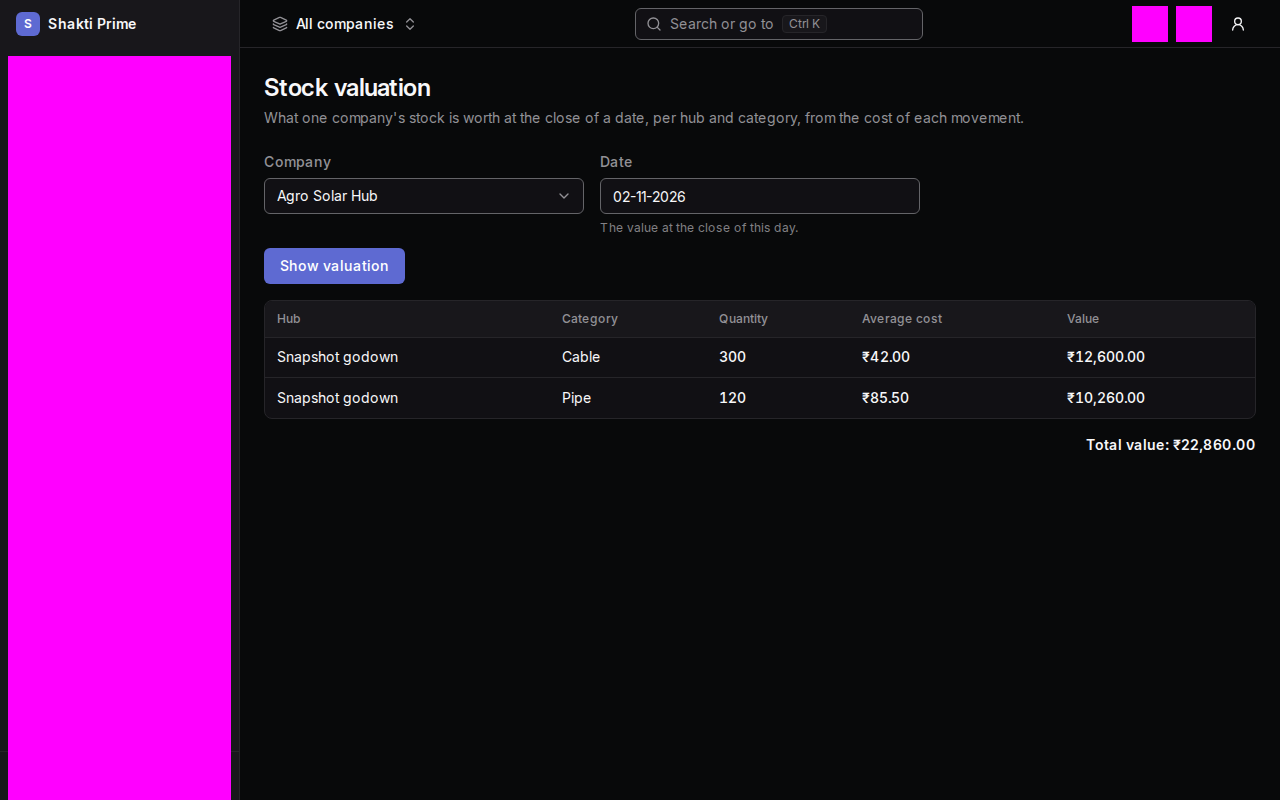 S Shakti Prime
All companies
Search or go to Ctrl K
Stock valuation
What one company's stock is worth at the close of a date, per hub and category, from the cost of each movement.
Company
Date
Agro Solar Hub
02-11-2026
The value at the close of this day.
Show valuation
Hub Category Quantity Average cost Value
Snapshot godown Cable 300 ₹42.00 ₹12,600.00
Snapshot godown Pipe 120 ₹85.50 ₹10,260.00
Total value: ₹22,860.00